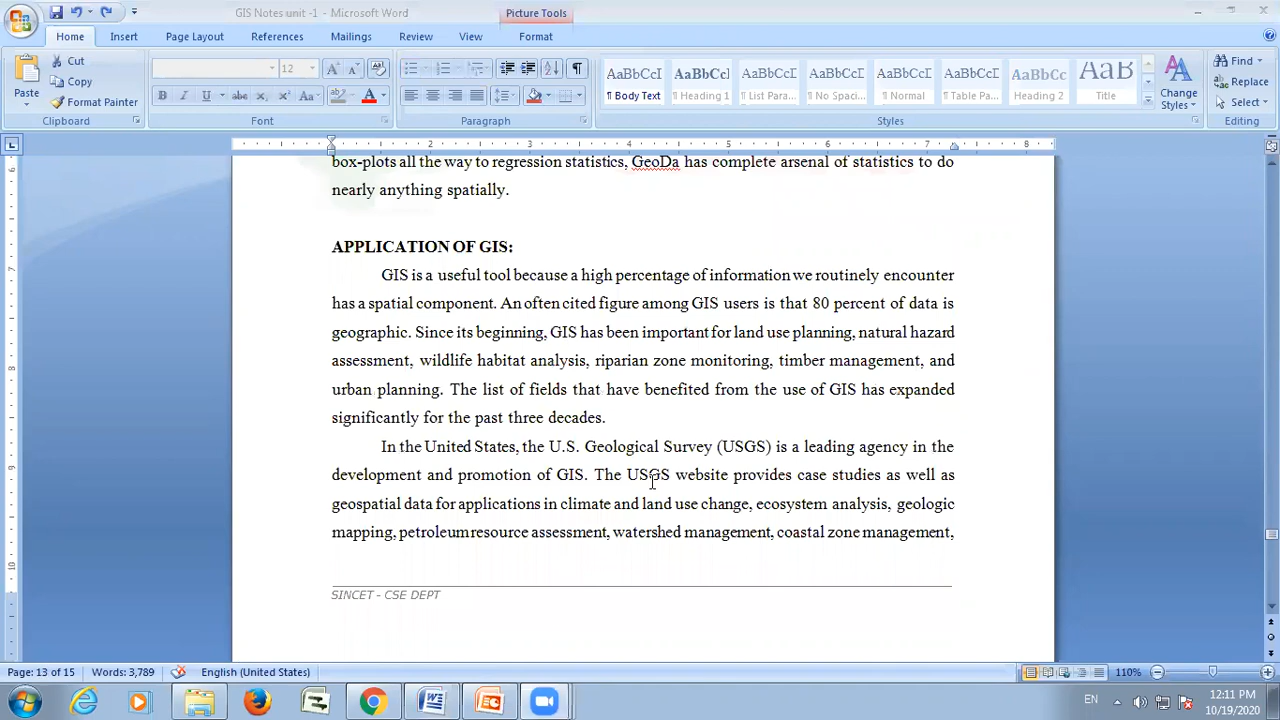 GIS Notes unit -1 - Microsoft Word
Picture Tools
Home Insert Page Layout References Mailings Review View Format
Paste
Cut
Copy
Format Painter
Clipboard
12
Font
Paragraph
AaBbCcI AaBbCcI AaBbCcI AaBbCcI AaBbCcI AaBbCcI AaBbCcI AaB
¶ Body Text Heading 1 ¶ List Para... ¶ No Spaci... ¶ Normal ¶ Table Pa... Heading 2 Title
Change Styles
Styles
Find
Replace
Select
Editing
1 2 3 4 5 6 7 8
box-plots all the way to regression statistics, GeoDa has complete arsenal of statistics to do
nearly anything spatially.
APPLICATION OF GIS:
GIS is a useful tool because a high percentage of information we routinely encounter
has a spatial component. An often cited figure among GIS users is that 80 percent of data is
geographic. Since its beginning, GIS has been important for land use planning, natural hazard
assessment, wildlife habitat analysis, riparian zone monitoring, timber management, and
urban planning. The list of fields that have benefited from the use of GIS has expanded
significantly for the past three decades.
In the United States, the U.S. Geological Survey (USGS) is a leading agency in the
development and promotion of GIS. The USGS website provides case studies as well as
geospatial data for applications in climate and land use change, ecosystem analysis, geologic
mapping, petroleum resource assessment, watershed management, coastal zone management,
SINCET - CSE DEPT
Page: 13 of 15 Words: 3,789 English (United States) 110%
EN 12:11 PM
10/19/2020